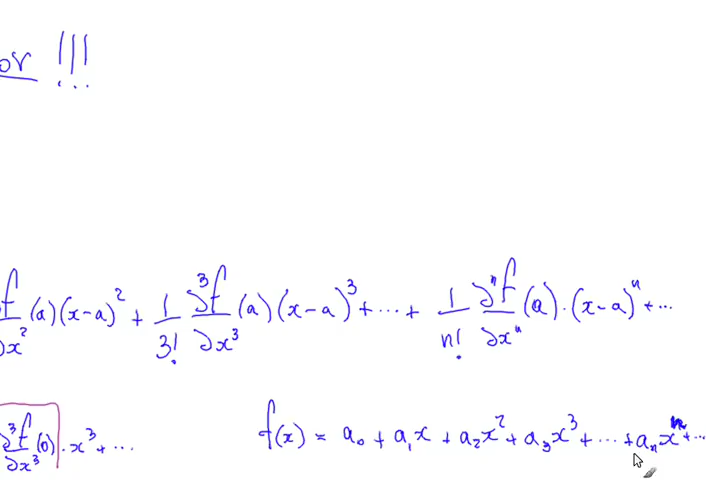 or !!!
f/∂x² (a)(x-a)² + 1/3! ∂³f/∂x³ (a)(x-a)³ + ... + 1/n! ∂ⁿf/∂xⁿ (a)·(x-a)ⁿ + ...
∂³f/∂x³ (0) · x³ + ... f(x) = a₀ + a₁x + a₂x² + a₃x³ + ... + aₙxⁿ + ...